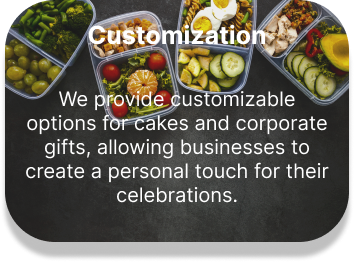 Customization
We provide customizable
options for cakes and corporate
gifts, allowing businesses to
create a personal touch for their
celebrations.